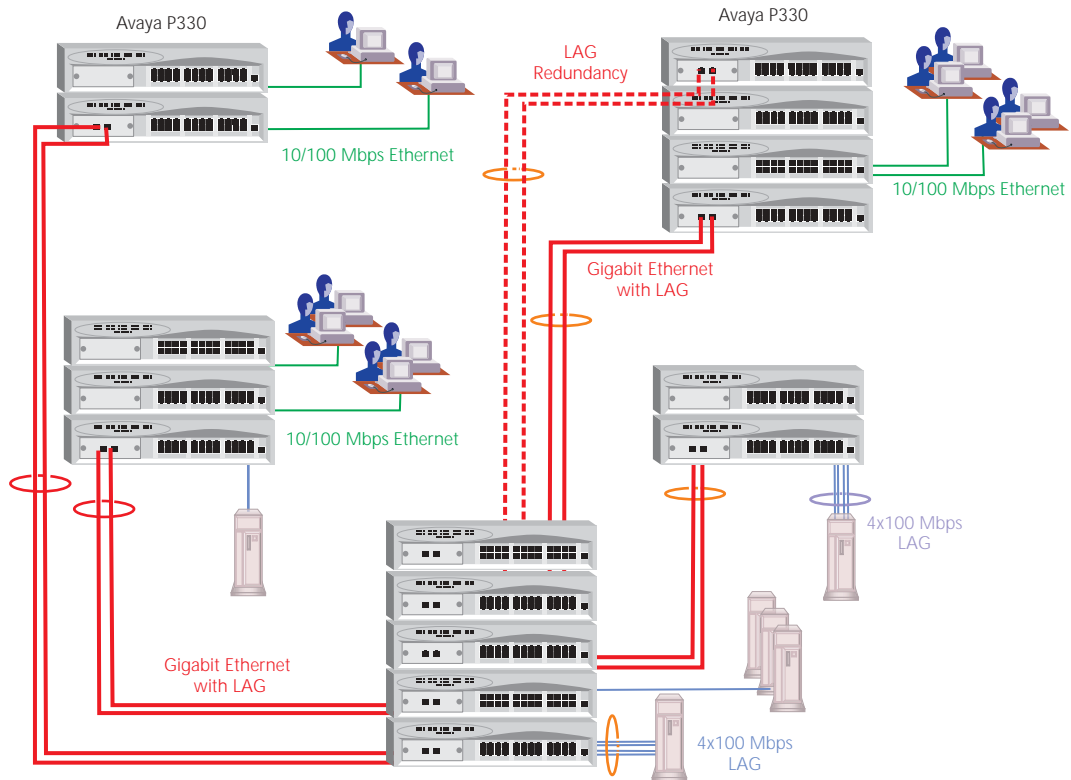 Avaya P330
Avaya P330
LAG
Redundancy
10/100 Mbps Ethernet
10/100 Mbps Ethernet
Gigabit Ethernet
with LAG
10/100 Mbps Ethernet
4x100 Mbps
LAG
Gigabit Ethernet
with LAG
4x100 Mbps
LAG